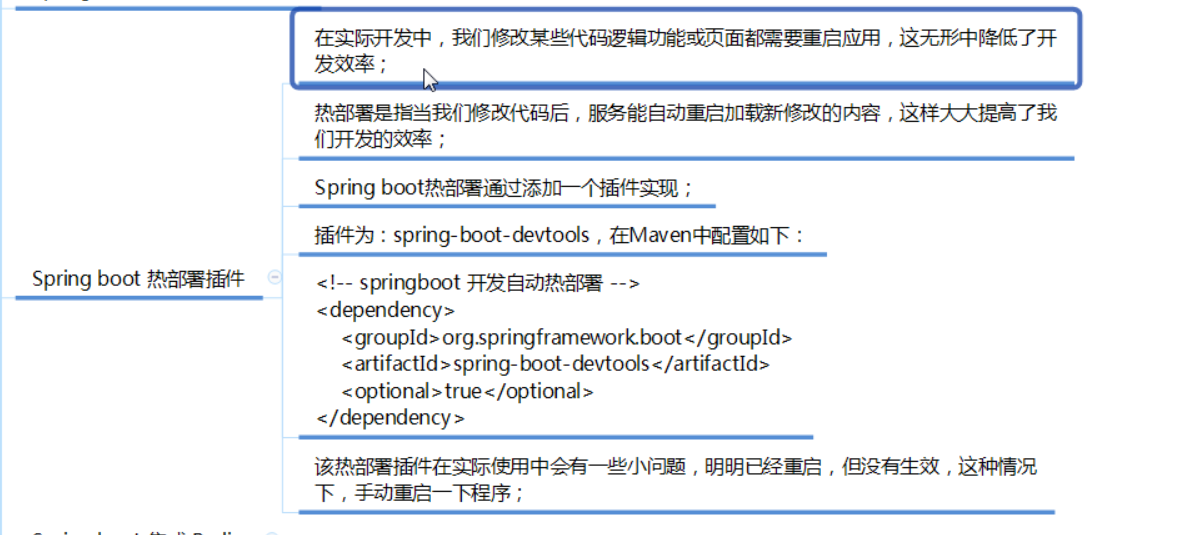 在实际开发中，我们修改某些代码逻辑功能或页面都需要重启应用，这无形中降低了开
发效率；
热部署是指当我们修改代码后，服务能自动重启加载新修改的内容，这样大大提高了我
们开发的效率；
Spring boot热部署通过添加一个插件实现；
插件为：spring-boot-devtools，在Maven中配置如下：
Spring boot 热部署插件
<!-- springboot 开发自动热部署 -->
<dependency>
    <groupId>org.springframework.boot</groupId>
    <artifactId>spring-boot-devtools</artifactId>
    <optional>true</optional>
</dependency>
该热部署插件在实际使用中会有一些小问题，明明已经重启，但没有生效，这种情况
下，手动重启一下程序；